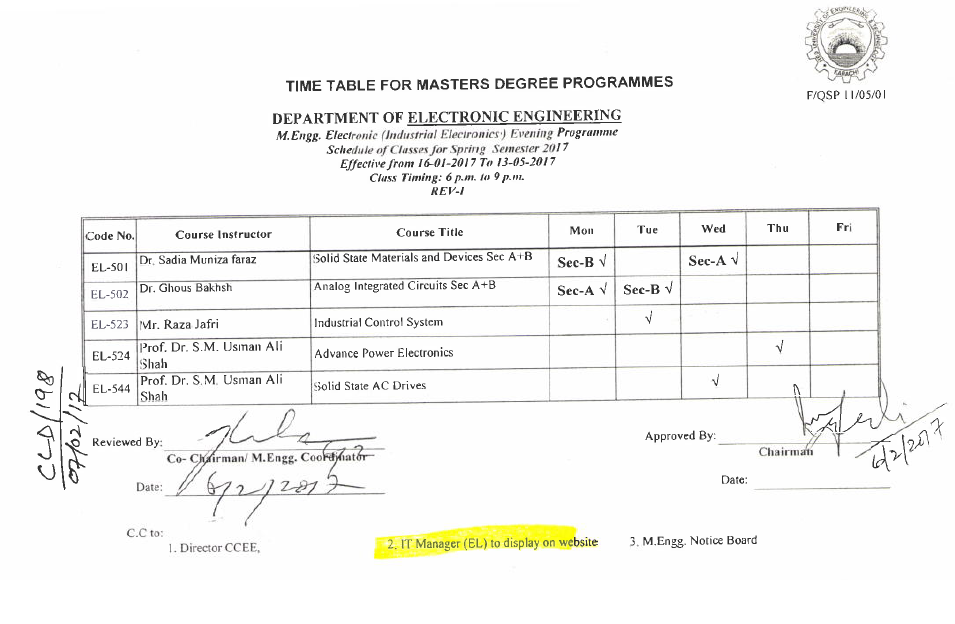 NED UNIVERSITY OF ENGINEERING & TECHNOLOGY
KARACHI
F/QSP 11/05/01
TIME TABLE FOR MASTERS DEGREE PROGRAMMES
DEPARTMENT OF ELECTRONIC ENGINEERING
M.Engg. Electronic (Industrial Electronics) Evening Programme
Schedule of Classes for Spring Semester 2017
Effective from 16-01-2017 To 13-05-2017
Class Timing: 6 p.m. to 9 p.m.
REV-1
Code No. Course Instructor Course Title Mon Tue Wed Thu Fri
EL-501 Dr. Sadia Muniza faraz Solid State Materials and Devices Sec A+B Sec-B √ Sec-A √
EL-502 Dr. Ghous Bakhsh Analog Integrated Circuits Sec A+B Sec-A √ Sec-B √
EL-523 Mr. Raza Jafri Industrial Control System √
EL-524 Prof. Dr. S.M. Usman Ali Shah Advance Power Electronics √
EL-544 Prof. Dr. S.M. Usman Ali Shah Solid State AC Drives √
CLD/198
07/02/17
Reviewed By:
Co- Chairman/ M.Engg. Coordinator
Date: 6/2/2017
Approved By:
Chairman
6/2/2017
Date:
C.C to:
1. Director CCEE, 2. IT Manager (EL) to display on website 3. M.Engg. Notice Board